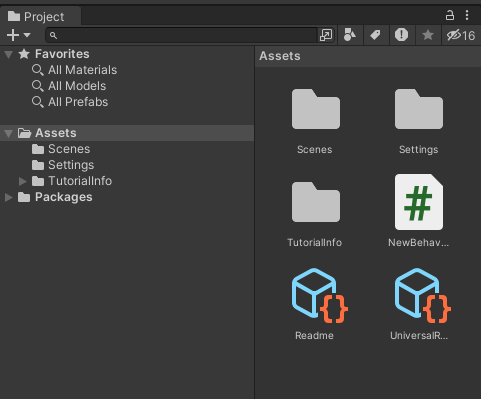 Project
16
Favorites
All Materials
All Models
All Prefabs
Assets
Scenes
Settings
TutorialInfo
Packages
Assets
Scenes
Settings
TutorialInfo
#
NewBehav...
Readme
UniversalR...